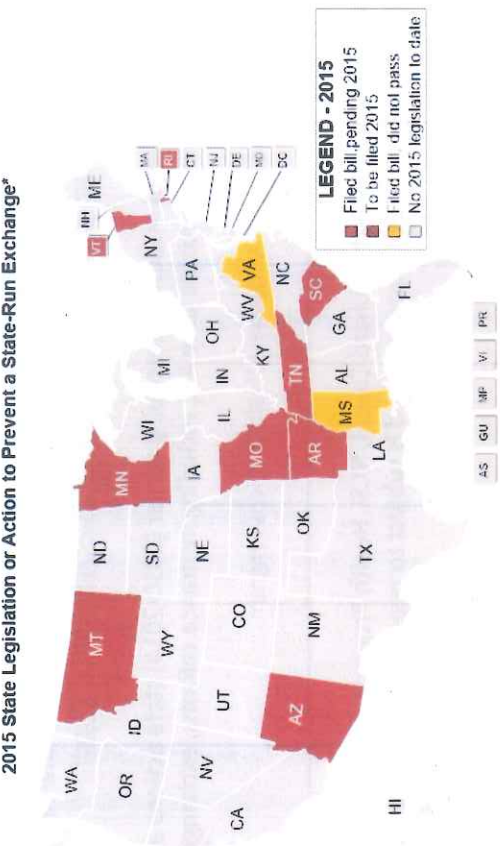 2015 State Legislation or Action to Prevent a State-Run Exchange*
WA
MT
ND
MN
ME
NH
VT
OR
ID
SD
WI
MI
NY
MA
RI
CT
NJ
DE
MD
DC
WY
IA
PA
NV
NE
IL
IN
OH
WV
VA
CA
UT
CO
KS
MO
KY
NC
TN
SC
AZ
NM
OK
AR
MS
AL
GA
TX
LA
FL
HI
AS GU MP VI PR
LEGEND - 2015
Filed bill, pending 2015
To be filed 2015
Filed bill, did not pass
No 2015 legislation to date